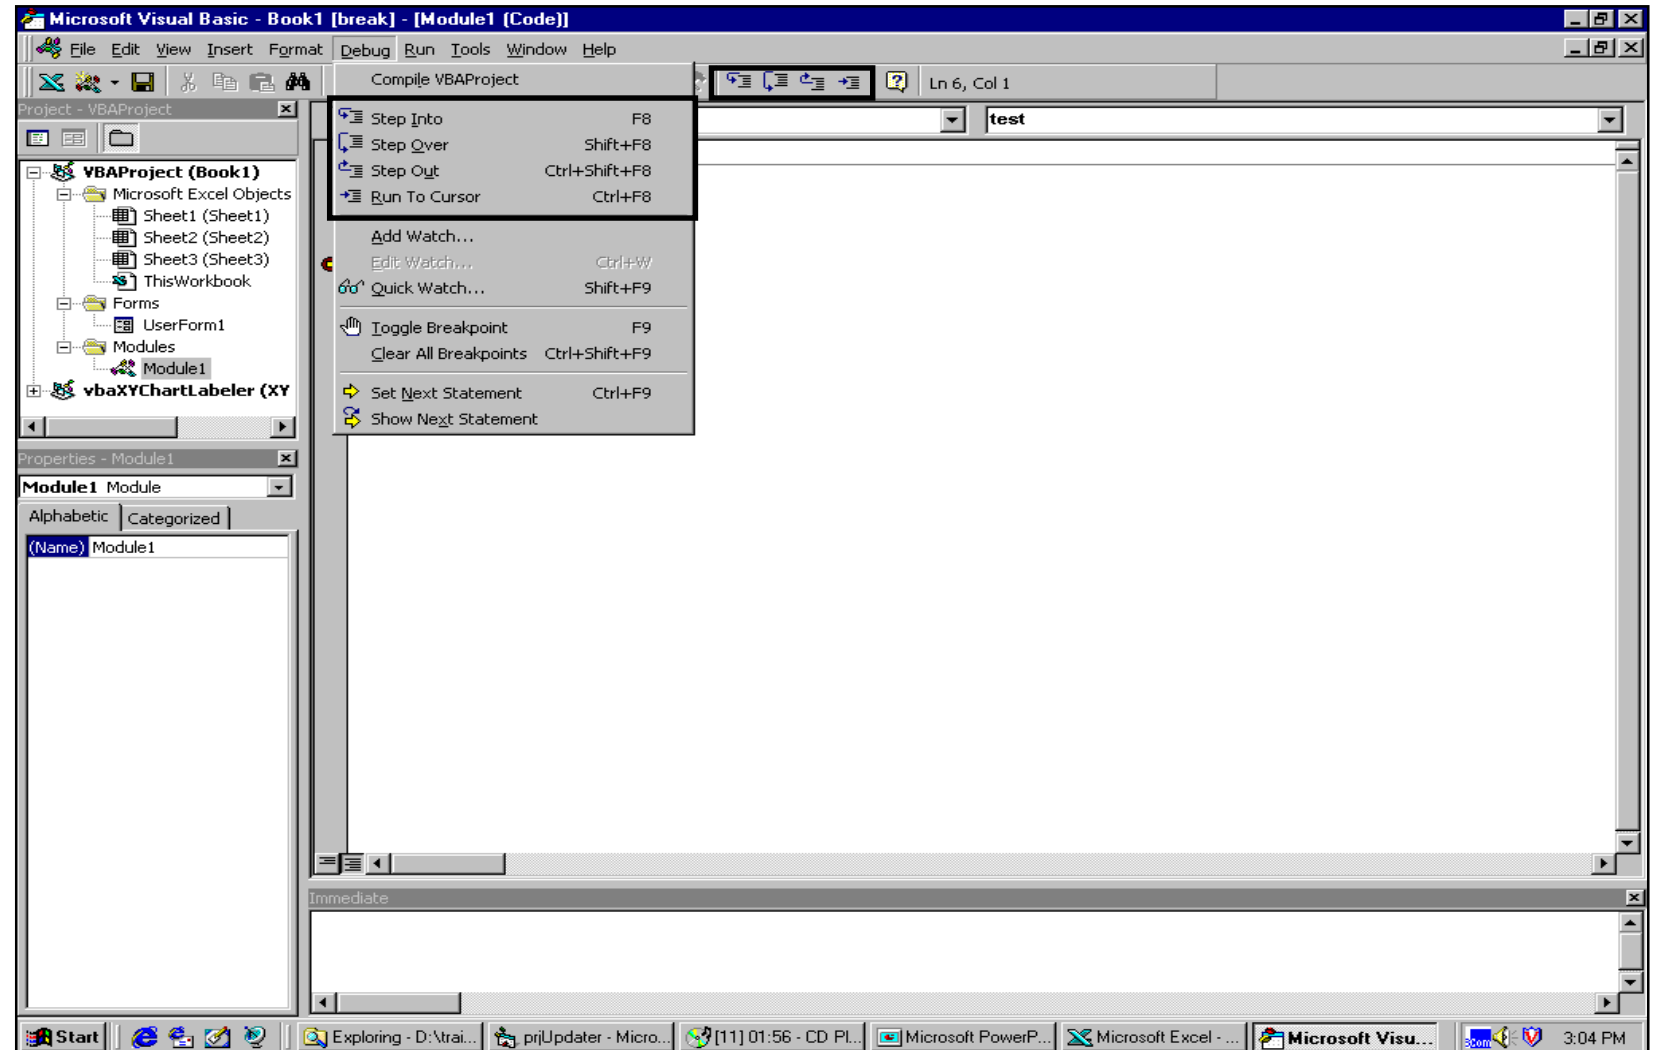 Microsoft Visual Basic - Book1 [break] - [Module1 (Code)]
File Edit View Insert Format Debug Run Tools Window Help
Ln 6, Col 1
Compile VBAProject
Step Into F8
Step Over Shift+F8
Step Out Ctrl+Shift+F8
Run To Cursor Ctrl+F8
Add Watch...
Edit Watch... Ctrl+W
Quick Watch... Shift+F9
Toggle Breakpoint F9
Clear All Breakpoints Ctrl+Shift+F9
Set Next Statement Ctrl+F9
Show Next Statement
test
Project - VBAProject
VBAProject (Book1)
Microsoft Excel Objects
Sheet1 (Sheet1)
Sheet2 (Sheet2)
Sheet3 (Sheet3)
ThisWorkbook
Forms
UserForm1
Modules
Module1
vbaXYChartLabeler (XY
Properties - Module1
Module1 Module
Alphabetic Categorized
(Name) Module1
Immediate
Start Exploring - D:\trai... prjUpdater - Micro... [11] 01:56 - CD Pl... Microsoft PowerP... Microsoft Excel - ... Microsoft Visu... 3Com 3:04 PM